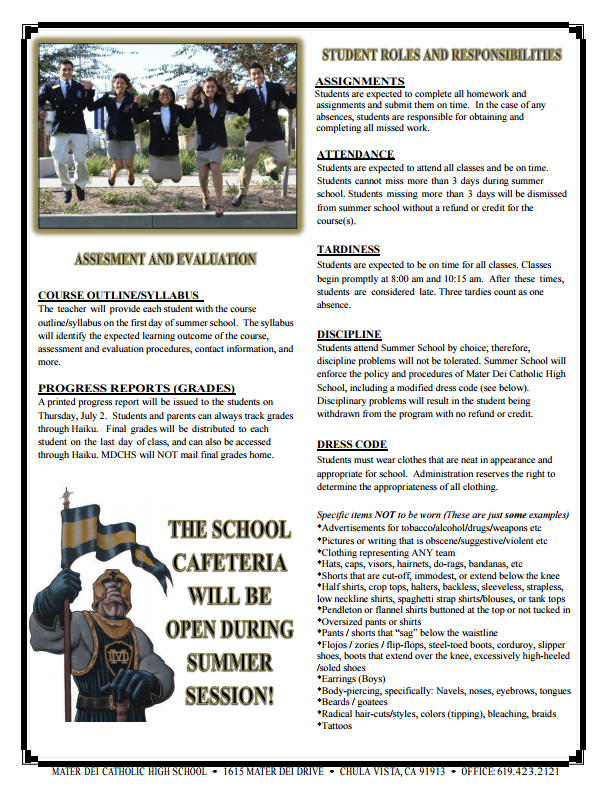 ASSESMENT AND EVALUATION
COURSE OUTLINE/SYLLABUS
The teacher will provide each student with the course
outline/syllabus on the first day of summer school. The syllabus
will identify the expected learning outcome of the course,
assessment and evaluation procedures, contact information, and
more.
PROGRESS REPORTS (GRADES)
A printed progress report will be issued to the students on
Thursday, July 2. Students and parents can always track grades
through Haiku. Final grades will be distributed to each
student on the last day of class, and can also be accessed
through Haiku. MDCHS will NOT mail final grades home.
THE SCHOOL
CAFETERIA
WILL BE
OPEN DURING
SUMMER
SESSION!
STUDENT ROLES AND RESPONSIBILITIES
ASSIGNMENTS
Students are expected to complete all homework and
assignments and submit them on time. In the case of any
absences, students are responsible for obtaining and
completing all missed work.
ATTENDANCE
Students are expected to attend all classes and be on time.
Students cannot miss more than 3 days during summer
school. Students missing more than 3 days will be dismissed
from summer school without a refund or credit for the
course(s).
TARDINESS
Students are expected to be on time for all classes. Classes
begin promptly at 8:00 am and 10:15 am. After these times,
students are considered late. Three tardies count as one
absence.
DISCIPLINE
Students attend Summer School by choice; therefore,
discipline problems will not be tolerated. Summer School will
enforce the policy and procedures of Mater Dei Catholic High
School, including a modified dress code (see below).
Disciplinary problems will result in the student being
withdrawn from the program with no refund or credit.
DRESS CODE
Students must wear clothes that are neat in appearance and
appropriate for school. Administration reserves the right to
determine the appropriateness of all clothing.
Specific items NOT to be worn (These are just some examples)
*Advertisements for tobacco/alcohol/drugs/weapons etc
*Pictures or writing that is obscene/suggestive/violent etc
*Clothing representing ANY team
*Hats, caps, visors, hairnets, do-rags, bandanas, etc
*Shorts that are cut-off, immodest, or extend below the knee
*Half shirts, crop tops, halters, backless, sleeveless, strapless,
low neckline shirts, spaghetti strap shirts/blouses, or tank tops
*Pendleton or flannel shirts buttoned at the top or not tucked in
*Oversized pants or shirts
*Pants / shorts that "sag" below the waistline
*Flojos / zories / flip-flops, steel-toed boots, corduroy, slipper
shoes, boots that extend over the knee, excessively high-heeled
/soled shoes
*Earrings (Boys)
*Body-piercing, specifically: Navels, noses, eyebrows, tongues
*Beards / goatees
*Radical hair-cuts/styles, colors (tipping), bleaching, braids
*Tattoos
MATER DEI CATHOLIC HIGH SCHOOL • 1615 MATER DEI DRIVE • CHULA VISTA, CA 91913 • OFFICE: 619.423.2121